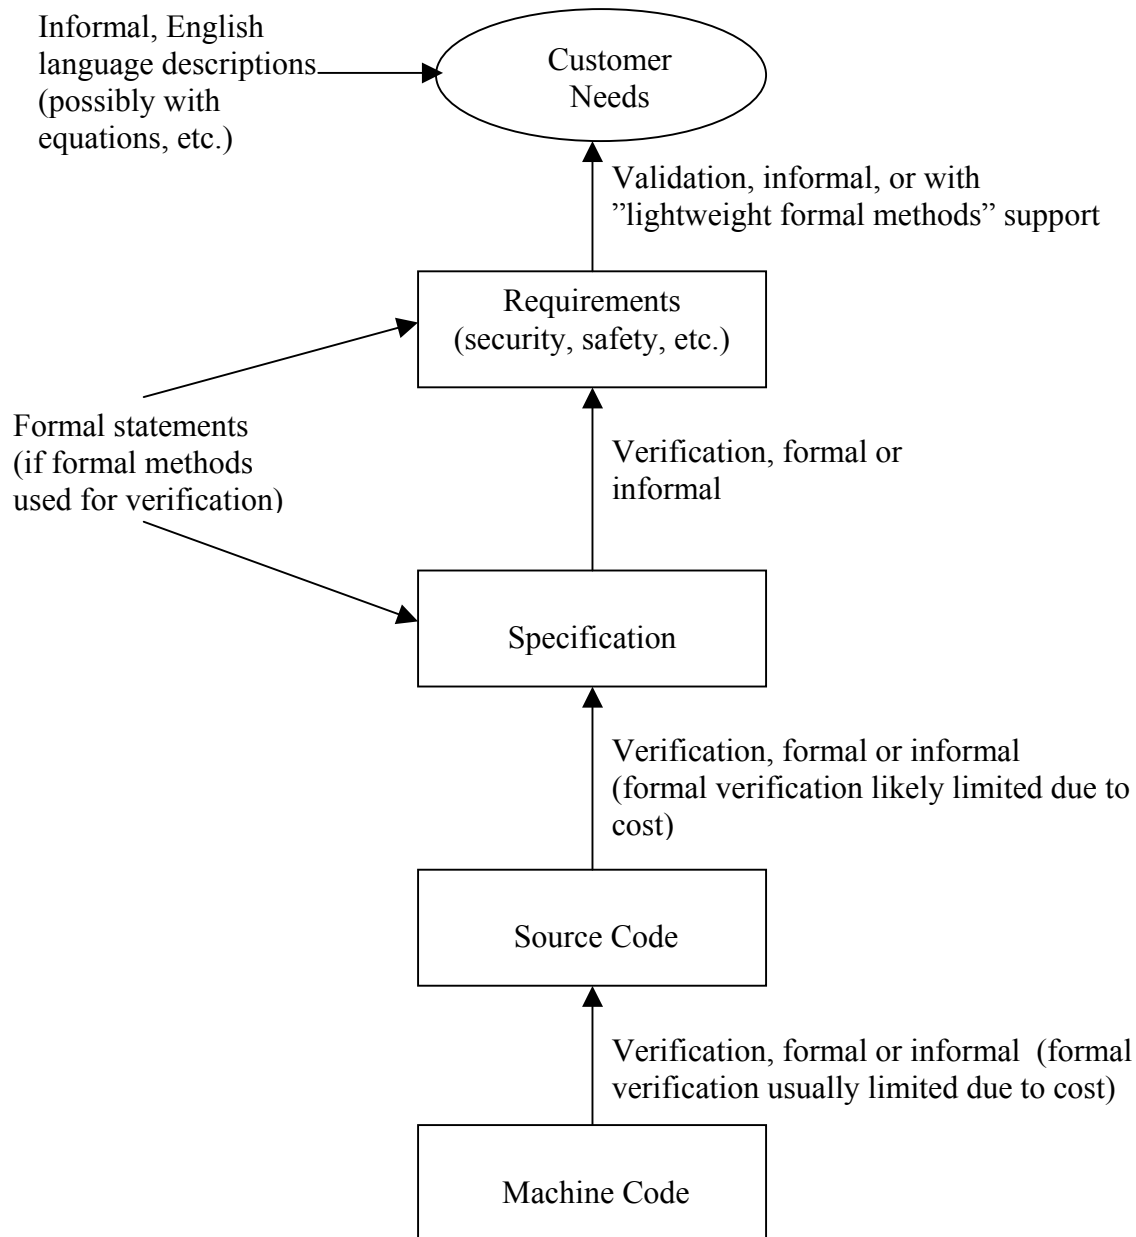 Informal, English
language descriptions
(possibly with
equations, etc.)
Customer
Needs
Validation, informal, or with
”lightweight formal methods” support
Requirements
(security, safety, etc.)
Formal statements
(if formal methods
used for verification)
Verification, formal or
informal
Specification
Verification, formal or informal
(formal verification likely limited due to
cost)
Source Code
Verification, formal or informal (formal
verification usually limited due to cost)
Machine Code